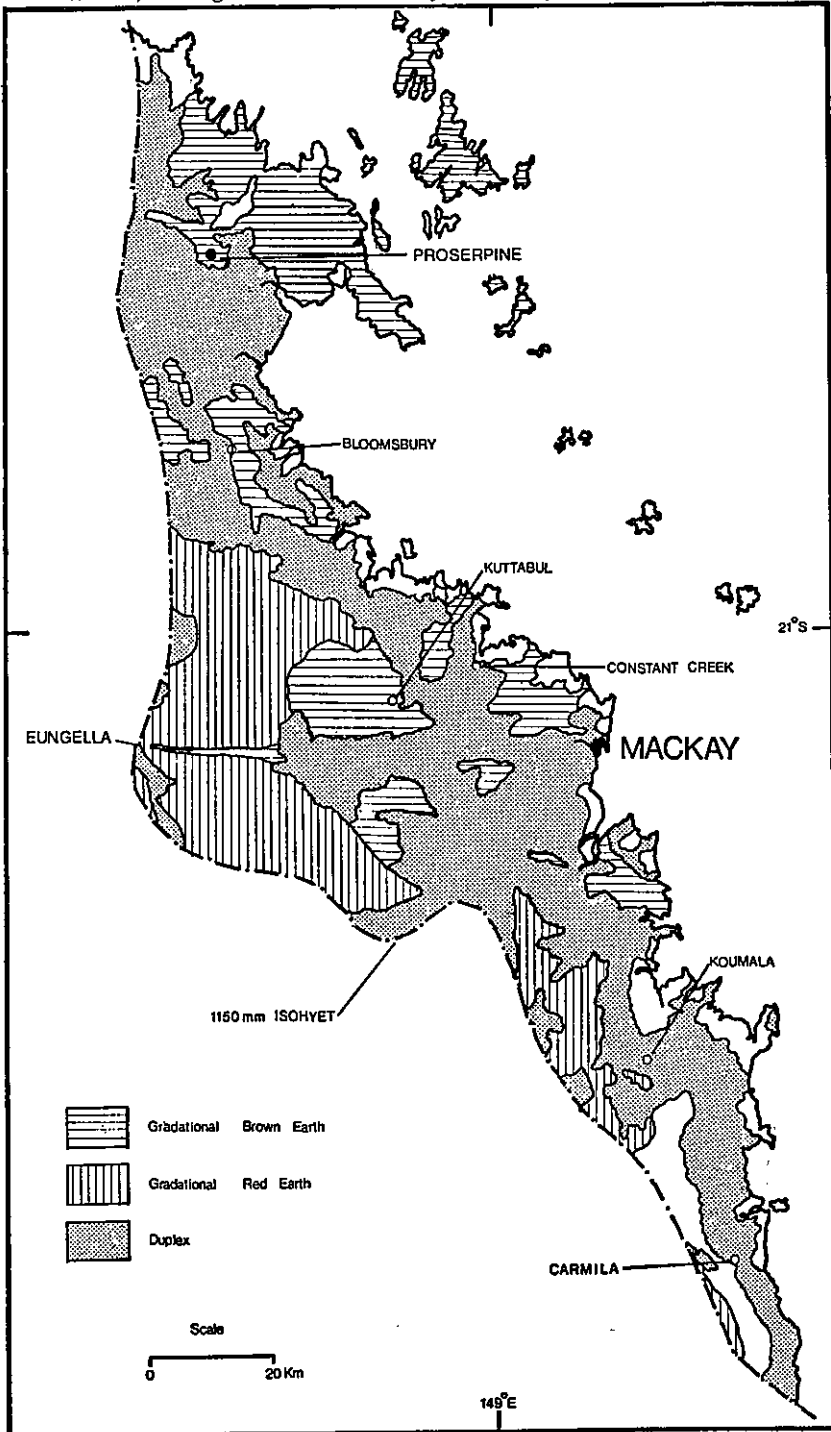 PROSERPINE
BLOOMSBURY
KUTTABUL
21°S
CONSTANT CREEK
EUNGELLA
MACKAY
KOUMALA
1150 mm ISOHYET
Gradational Brown Earth
Gradational Red Earth
Duplex
CARMILA
Scale
0 20 Km
149°E